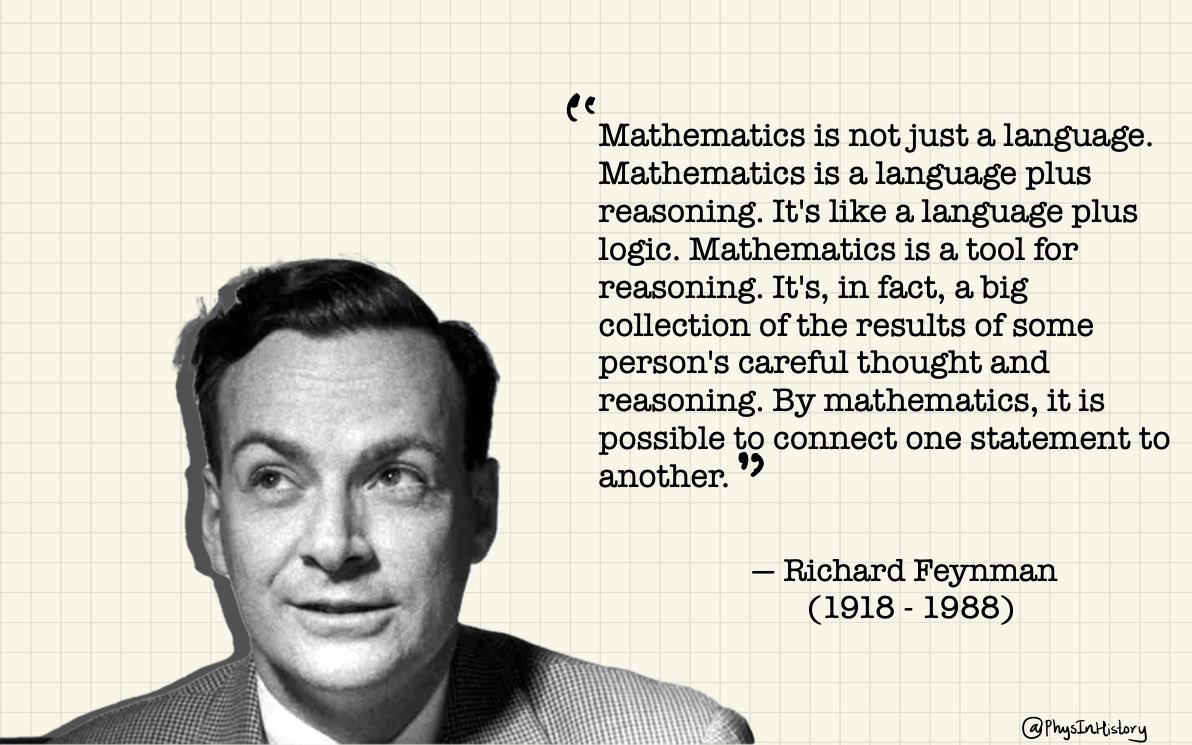 “Mathematics is not just a language.
Mathematics is a language plus
reasoning. It's like a language plus
logic. Mathematics is a tool for
reasoning. It's, in fact, a big
collection of the results of some
person's careful thought and
reasoning. By mathematics, it is
possible to connect one statement to
another.”
— Richard Feynman
(1918 - 1988)
@PhysInHistory